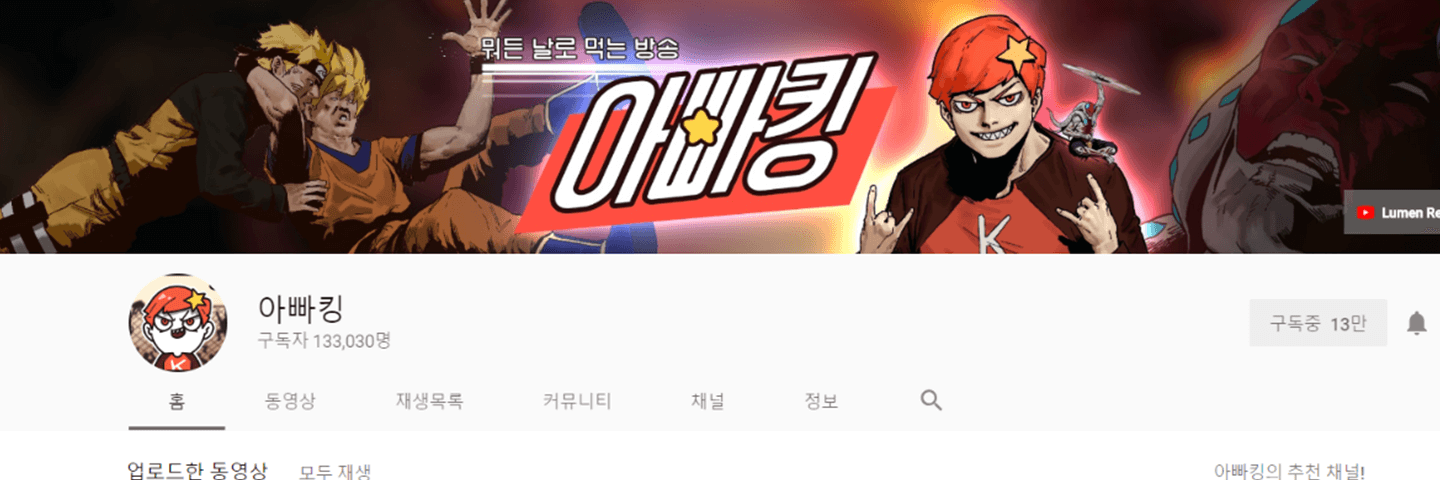 뭐든 날로 먹는 방송
아빠킹
K
Lumen Re
K
아빠킹
구독자 133,030명
구독중 13만
홈 동영상 재생목록 커뮤니티 채널 정보
업로드한 동영상 모두 재생 아빠킹의 추천 채널!